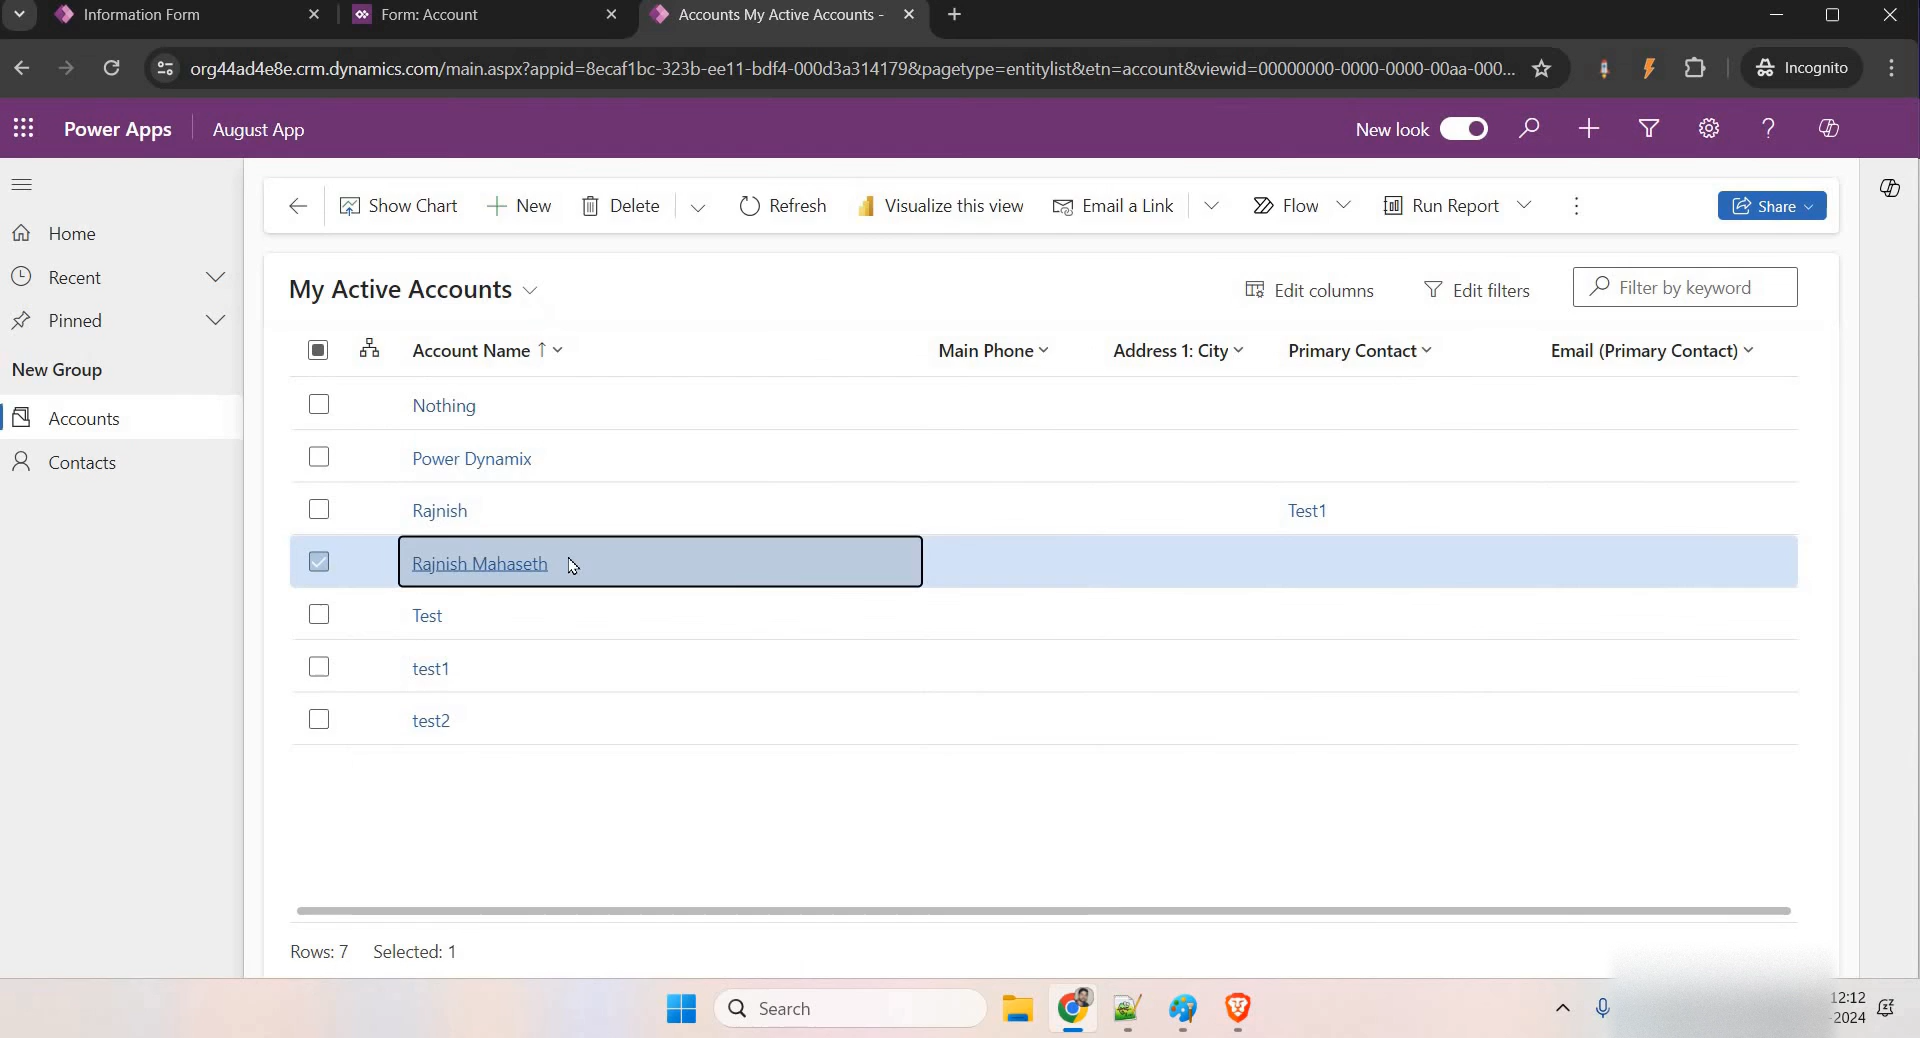 Information Form
Form: Account
Accounts My Active Accounts -
org44ad4e8e.crm.dynamics.com/main.aspx?appid=8ecaf1bc-323b-ee11-bdf4-000d3a314179&pagetype=entitylist&etn=account&viewid=00000000-0000-0000-00aa-000...
Incognito
Power Apps
August App
New look
Show Chart
New
Delete
Refresh
Visualize this view
Email a Link
Flow
Run Report
Share
Home
Recent
Pinned
New Group
Accounts
Contacts
My Active Accounts
Edit columns
Edit filters
Filter by keyword
Account Name
Main Phone
Address 1: City
Primary Contact
Email (Primary Contact)
Nothing
Power Dynamix
Rajnish
Test1
Rajnish Mahaseth
Test
test1
test2
Rows: 7
Selected: 1
Search
12:12
-2024